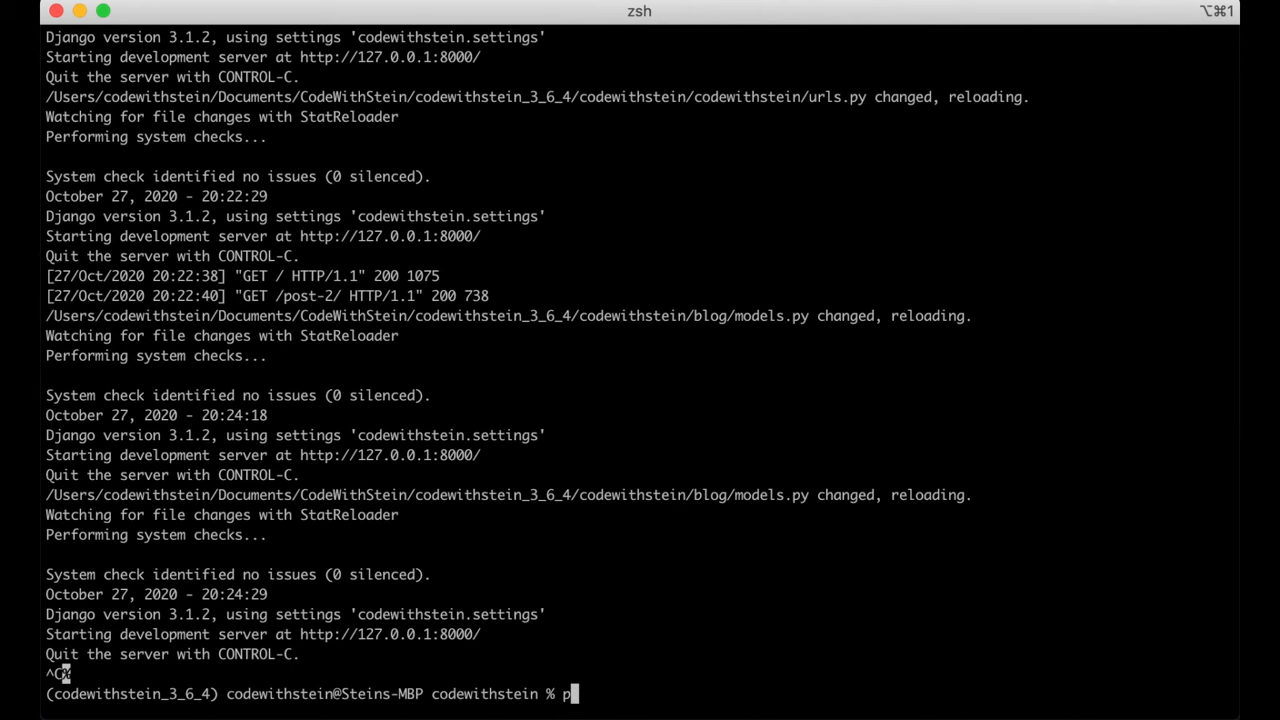 zsh
⌥⌘1
Django version 3.1.2, using settings 'codewithstein.settings'
Starting development server at http://127.0.0.1:8000/
Quit the server with CONTROL-C.
/Users/codewithstein/Documents/CodeWithStein/codewithstein_3_6_4/codewithstein/codewithstein/urls.py changed, reloading.
Watching for file changes with StatReloader
Performing system checks...
System check identified no issues (0 silenced).
October 27, 2020 - 20:22:29
Django version 3.1.2, using settings 'codewithstein.settings'
Starting development server at http://127.0.0.1:8000/
Quit the server with CONTROL-C.
[27/Oct/2020 20:22:38] "GET / HTTP/1.1" 200 1075
[27/Oct/2020 20:22:40] "GET /post-2/ HTTP/1.1" 200 738
/Users/codewithstein/Documents/CodeWithStein/codewithstein_3_6_4/codewithstein/blog/models.py changed, reloading.
Watching for file changes with StatReloader
Performing system checks...
System check identified no issues (0 silenced).
October 27, 2020 - 20:24:18
Django version 3.1.2, using settings 'codewithstein.settings'
Starting development server at http://127.0.0.1:8000/
Quit the server with CONTROL-C.
/Users/codewithstein/Documents/CodeWithStein/codewithstein_3_6_4/codewithstein/blog/models.py changed, reloading.
Watching for file changes with StatReloader
Performing system checks...
System check identified no issues (0 silenced).
October 27, 2020 - 20:24:29
Django version 3.1.2, using settings 'codewithstein.settings'
Starting development server at http://127.0.0.1:8000/
Quit the server with CONTROL-C.
^C%
(codewithstein_3_6_4) codewithstein@Steins-MBP codewithstein % p